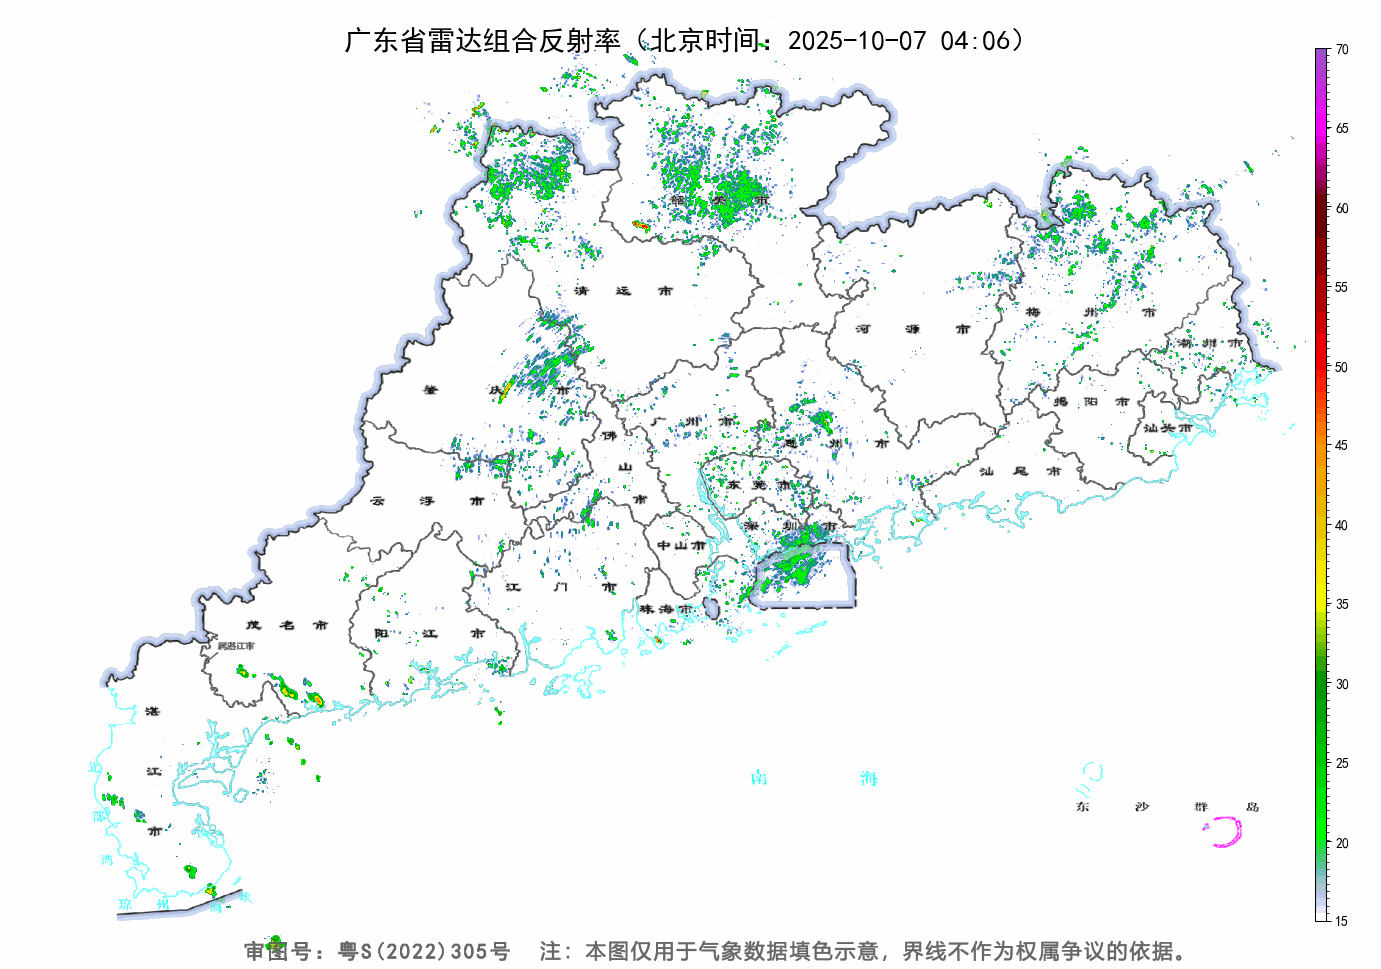 广东省雷达组合反射率（北京时间：2025-10-07 04:06）
70
65
60
55
50
45
40
35
30
25
20
15
韶关市
清远市
河源市
梅州市
潮州市
肇庆市
广州市
佛山市
惠州市
揭阳市
汕头市
汕尾市
云浮市
东莞市
深圳市
中山市
江门市
珠海市
茂名市
阳江市
属湛江市
湛江市
北部湾
琼州海峡
南海
东沙群岛
审图号：粤S(2022)305号 注：本图仅用于气象数据填色示意，界线不作为权属争议的依据。